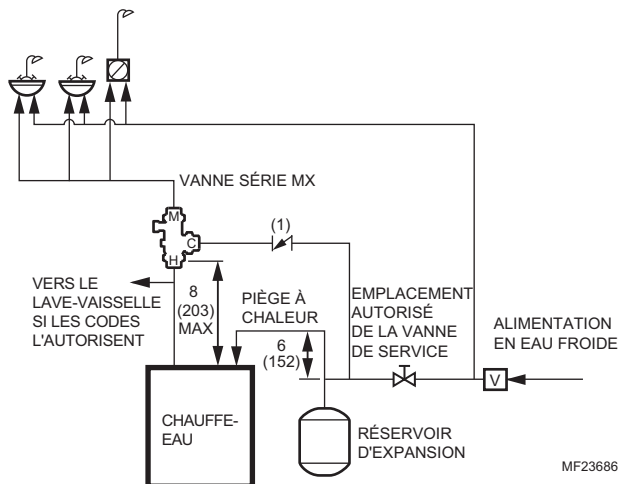 VANNE SÉRIE MX
M
C
H
(1)
VERS LE
LAVE-VAISSELLE
SI LES CODES
L'AUTORISENT
8
(203)
MAX
PIÈGE À
CHALEUR
6
(152)
EMPLACEMENT
AUTORISÉ
DE LA VANNE
DE SERVICE
ALIMENTATION
EN EAU FROIDE
V
CHAUFFE-
EAU
RÉSERVOIR
D'EXPANSION
MF23686